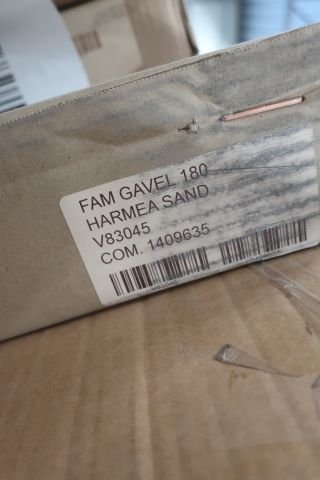 FAM GAVEL 180
HARMEA SAND
V83045
COM. 1409635